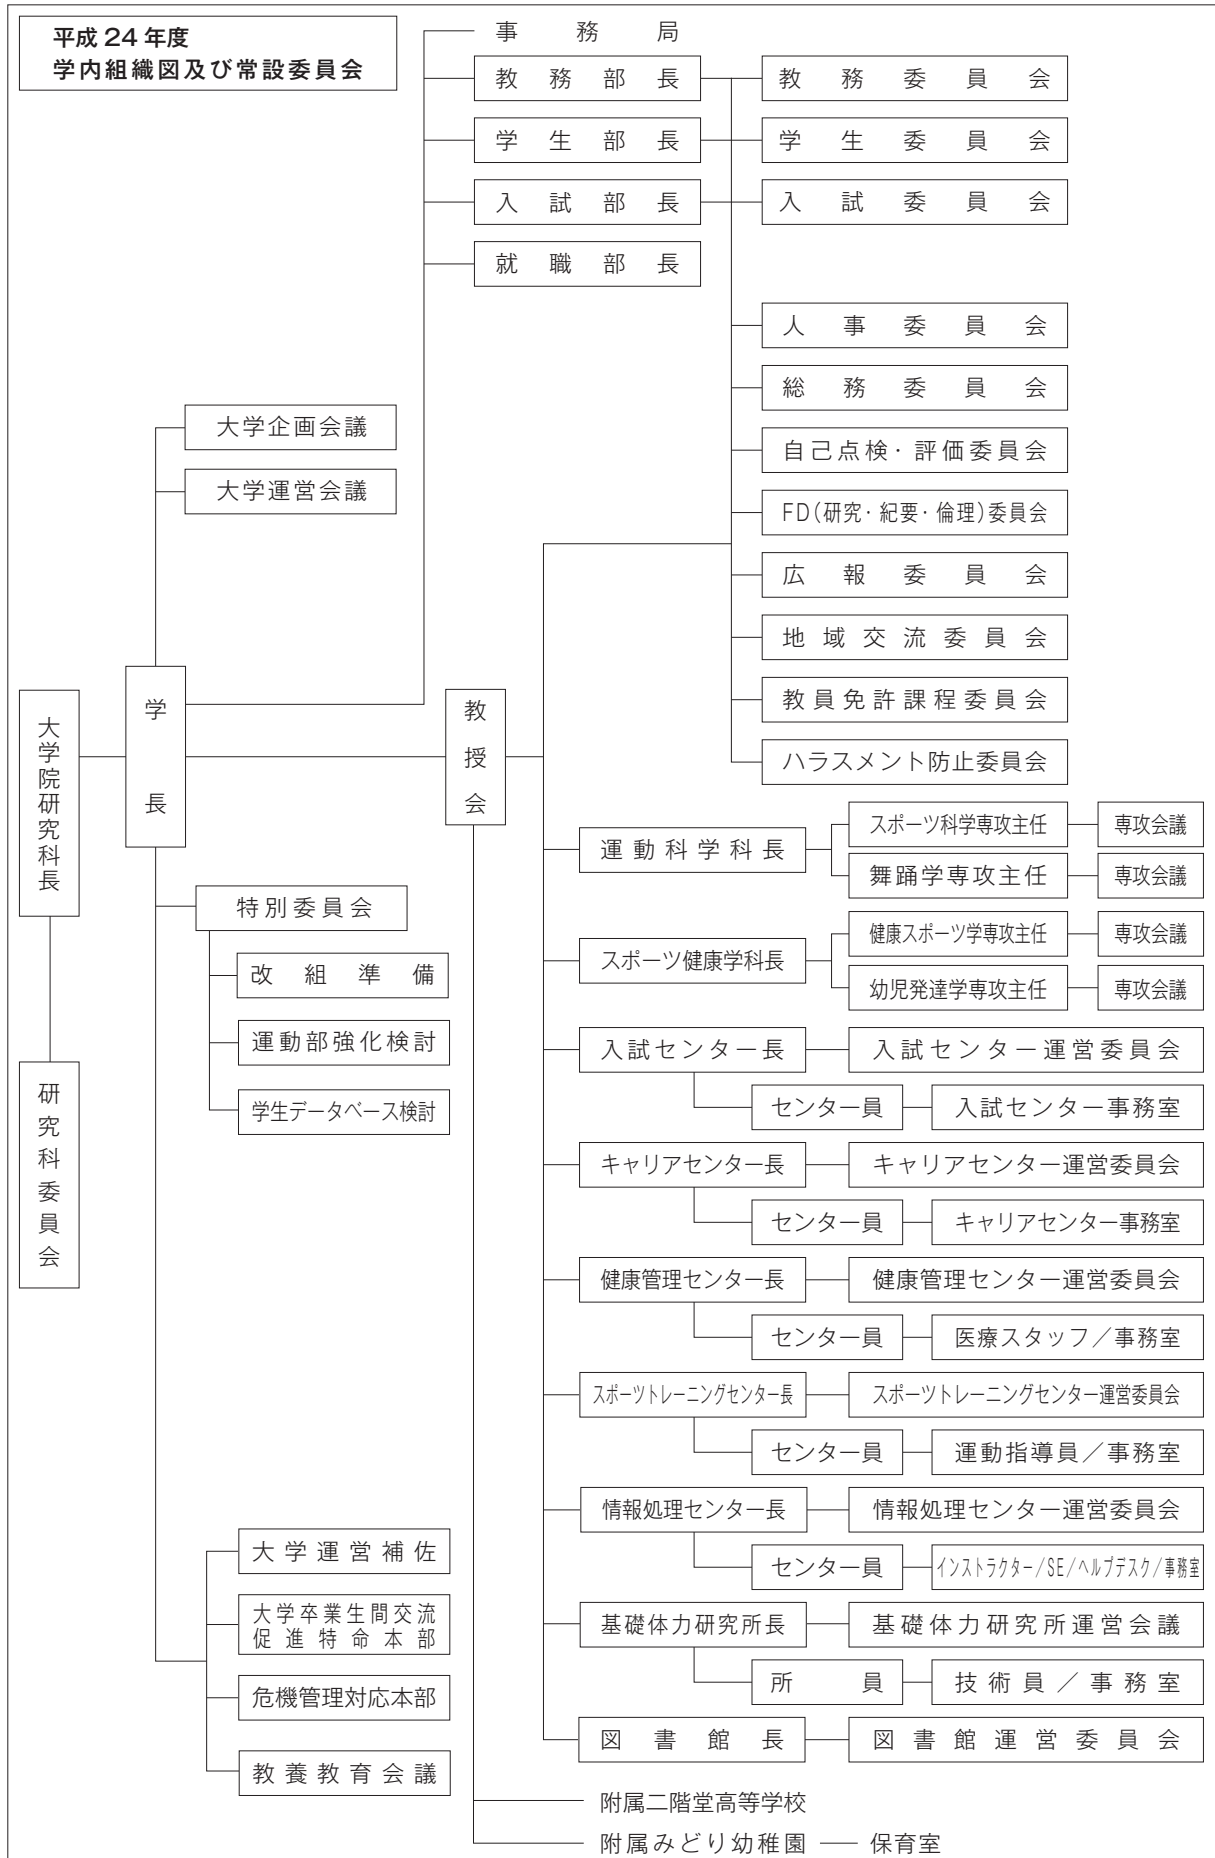 平成24年度
学内組織図及び常設委員会
事務局
教務部長
教務委員会
学生部長
学生委員会
入試部長
入試委員会
就職部長
人事委員会
総務委員会
自己点検・評価委員会
FD(研究・紀要・倫理)委員会
広報委員会
地域交流委員会
教員免許課程委員会
ハラスメント防止委員会
大学企画会議
大学運営会議
大学院研究科長
学長
教授会
研究科委員会
特別委員会
改組準備
運動部強化検討
学生データベース検討
大学運営補佐
大学卒業生間交流
促進特命本部
危機管理対応本部
教養教育会議
運動科学科長
スポーツ科学専攻主任
専攻会議
舞踊学専攻主任
専攻会議
スポーツ健康学科長
健康スポーツ学専攻主任
専攻会議
幼児発達学専攻主任
専攻会議
入試センター長
入試センター運営委員会
センター員
入試センター事務室
キャリアセンター長
キャリアセンター運営委員会
センター員
キャリアセンター事務室
健康管理センター長
健康管理センター運営委員会
センター員
医療スタッフ/事務室
スポーツトレーニングセンター長
スポーツトレーニングセンター運営委員会
センター員
運動指導員/事務室
情報処理センター長
情報処理センター運営委員会
センター員
インストラクター/SE/ヘルプデスク/事務室
基礎体力研究所長
基礎体力研究所運営会議
所員
技術員/事務室
図書館長
図書館運営委員会
附属二階堂高等学校
附属みどり幼稚園
保育室